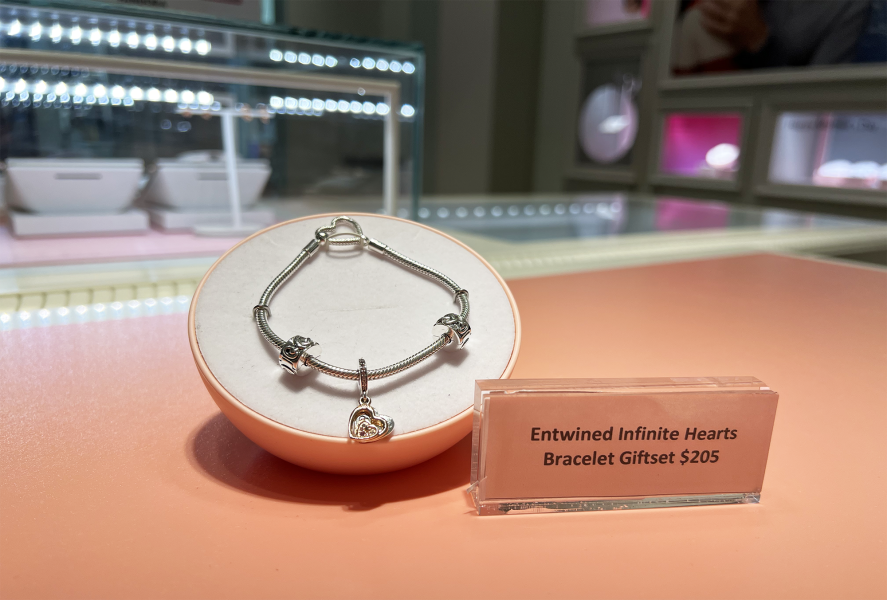 Entwined Infinite Hearts
Bracelet Giftset $205